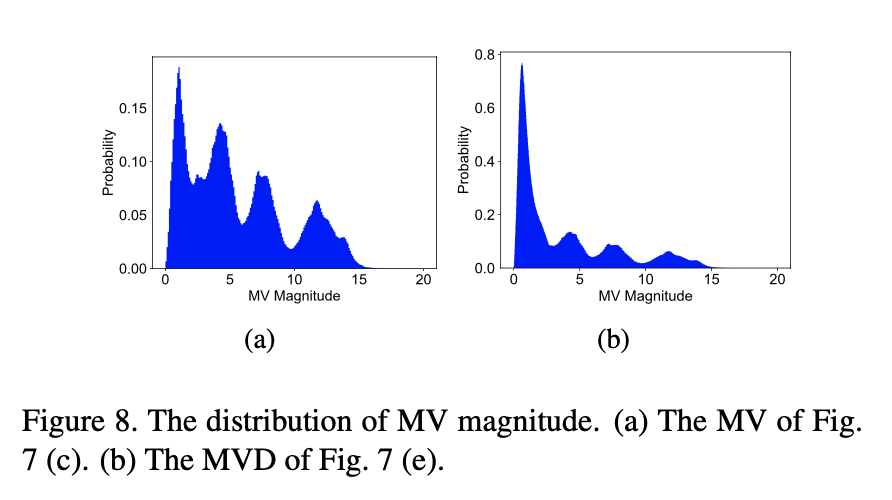 0.15
0.10
0.05
0.00
Probability
0
5
10
15
20
MV Magnitude
(a)
0.8
0.6
0.4
0.2
0.0
Probability
0
5
10
15
20
MV Magnitude
(b)
Figure 8. The distribution of MV magnitude. (a) The MV of Fig.
7 (c). (b) The MVD of Fig. 7 (e).